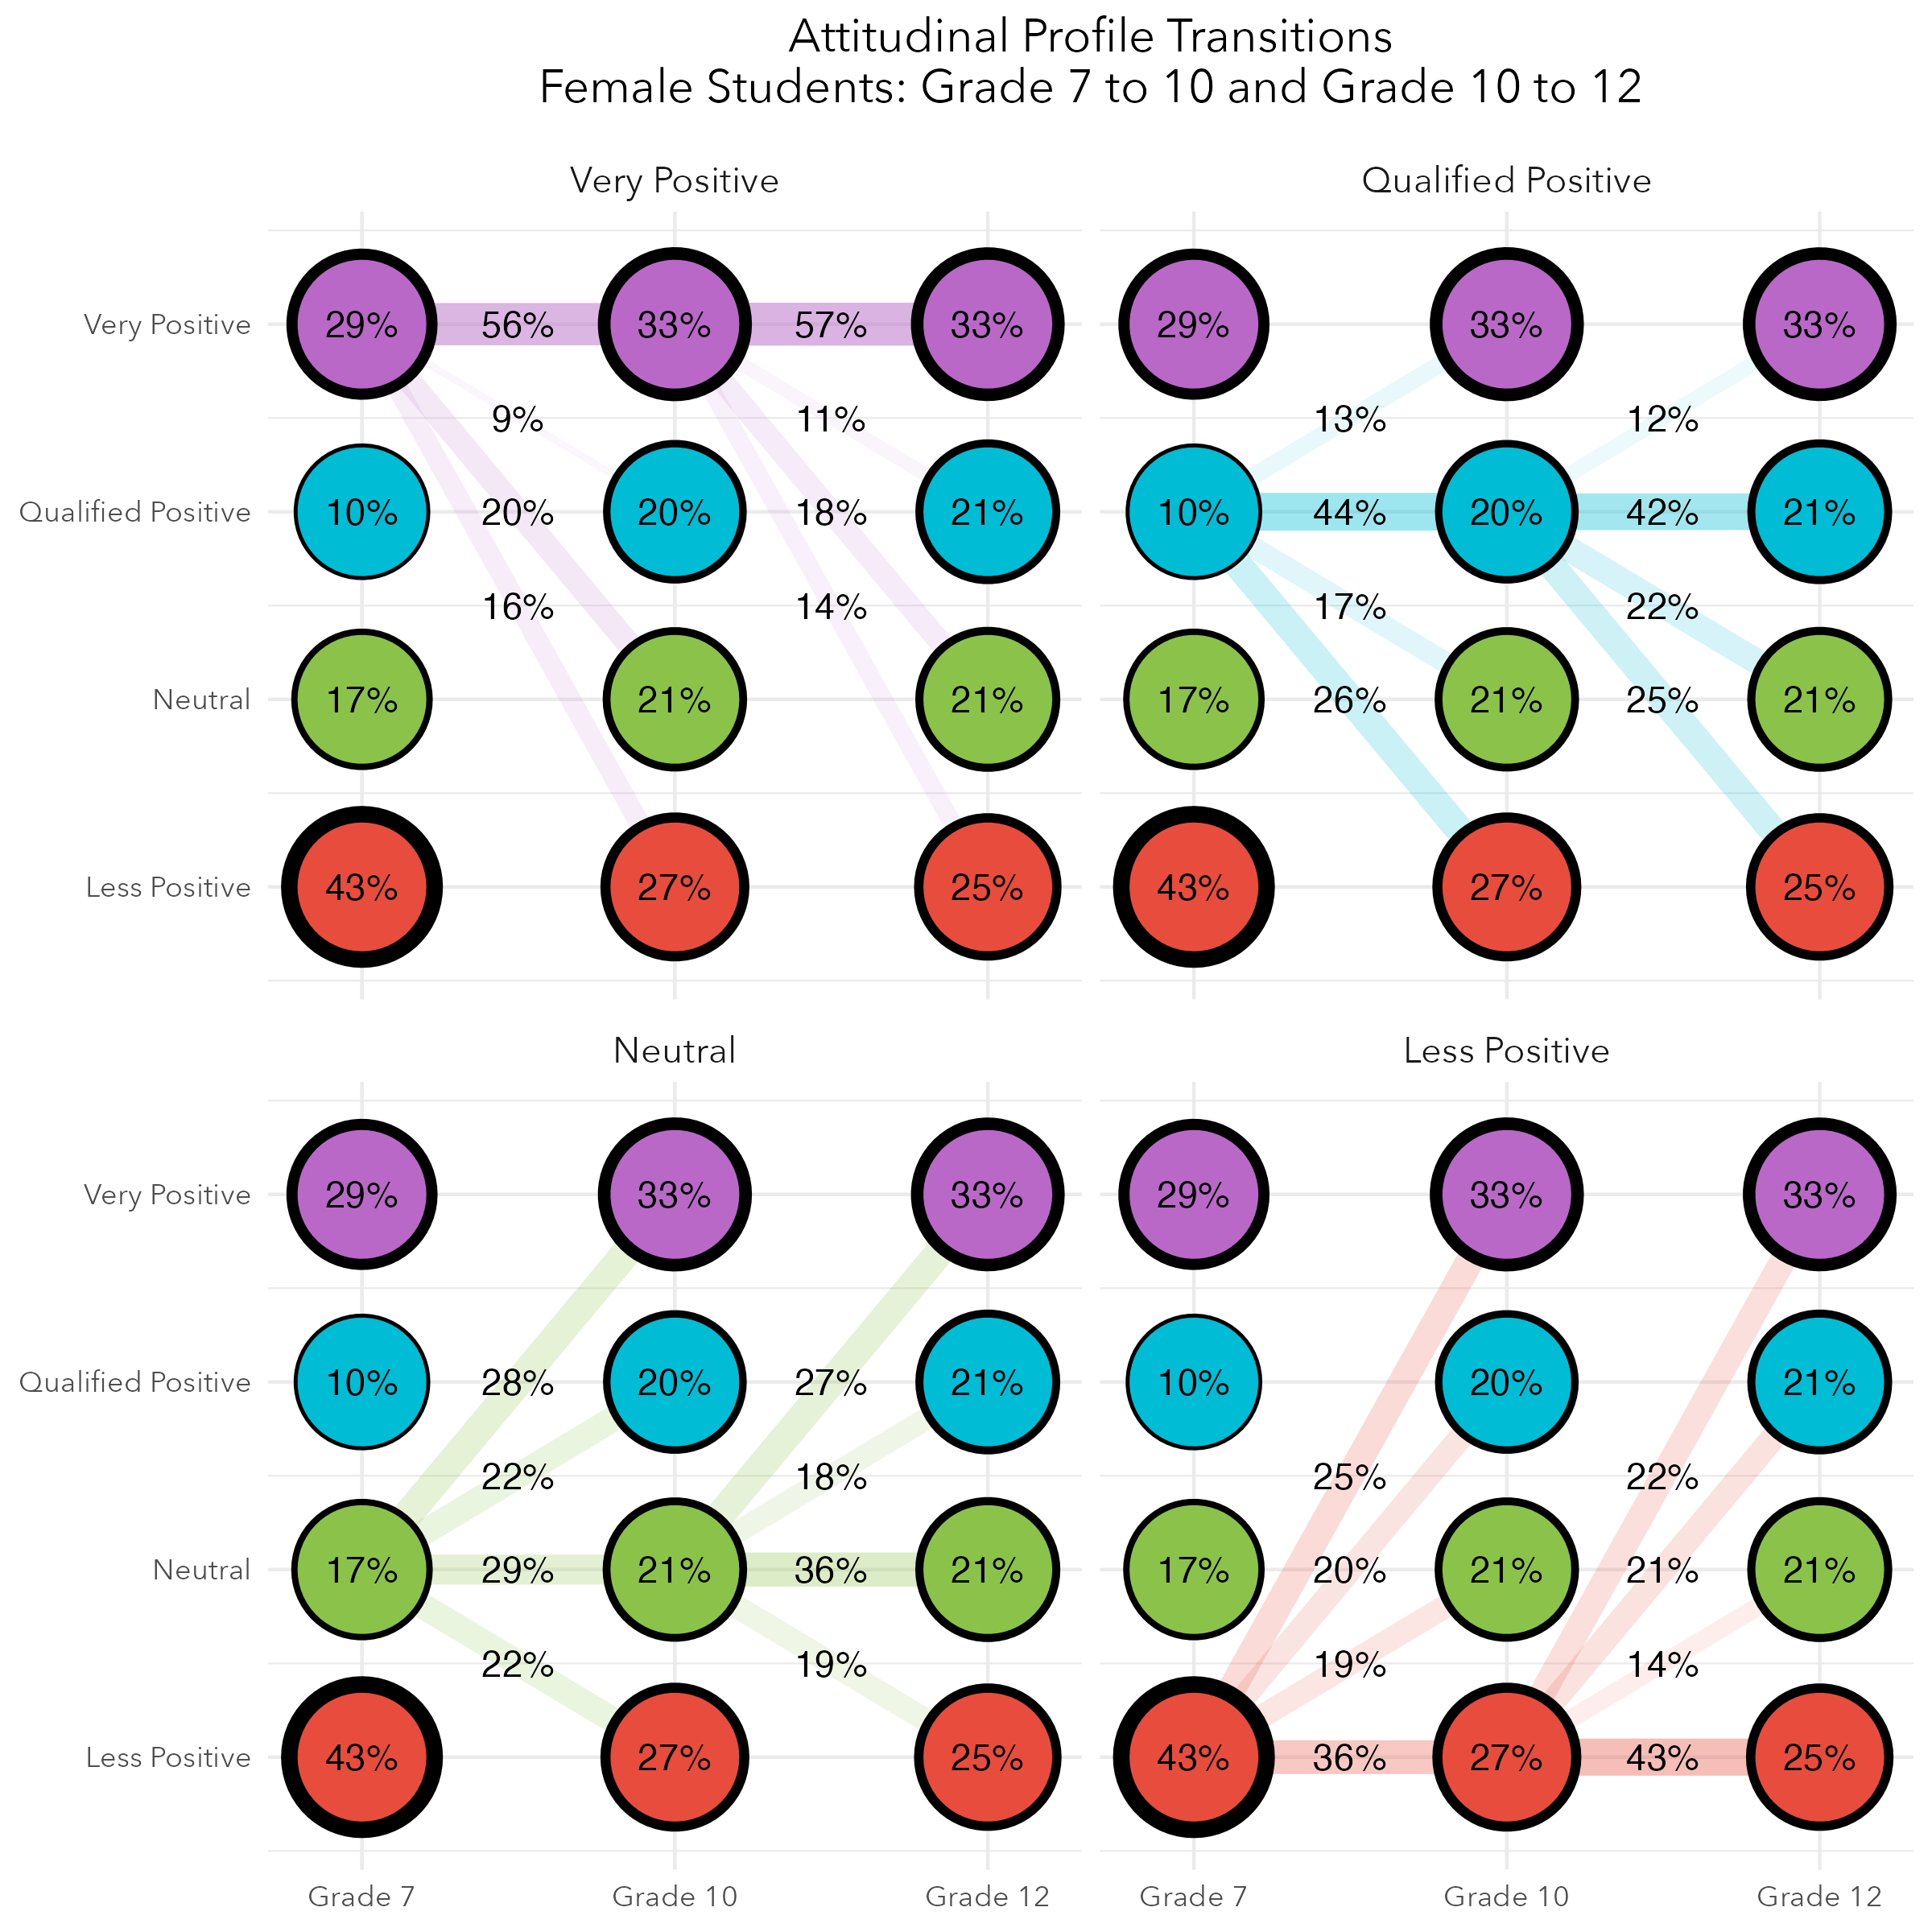 Attitudinal Profile Transitions
Female Students: Grade 7 to 10 and Grade 10 to 12
Very Positive
Qualified Positive
Very Positive
29% 56% 33% 57% 33%
29% 33% 33%
9% 11%
13% 12%
Qualified Positive
10% 20% 20% 18% 21%
10% 44% 20% 42% 21%
16% 14%
17% 22%
Neutral
17% 21% 21%
17% 26% 21% 25% 21%
Less Positive
43% 27% 25%
43% 27% 25%
Neutral
Less Positive
Very Positive
29% 33% 33%
29% 33% 33%
Qualified Positive
10% 28% 20% 27% 21%
10% 20% 21%
22% 18%
25% 22%
Neutral
17% 29% 21% 36% 21%
17% 20% 21% 21% 21%
22% 19%
19% 14%
Less Positive
43% 27% 25%
43% 36% 27% 43% 25%
Grade 7 Grade 10 Grade 12
Grade 7 Grade 10 Grade 12